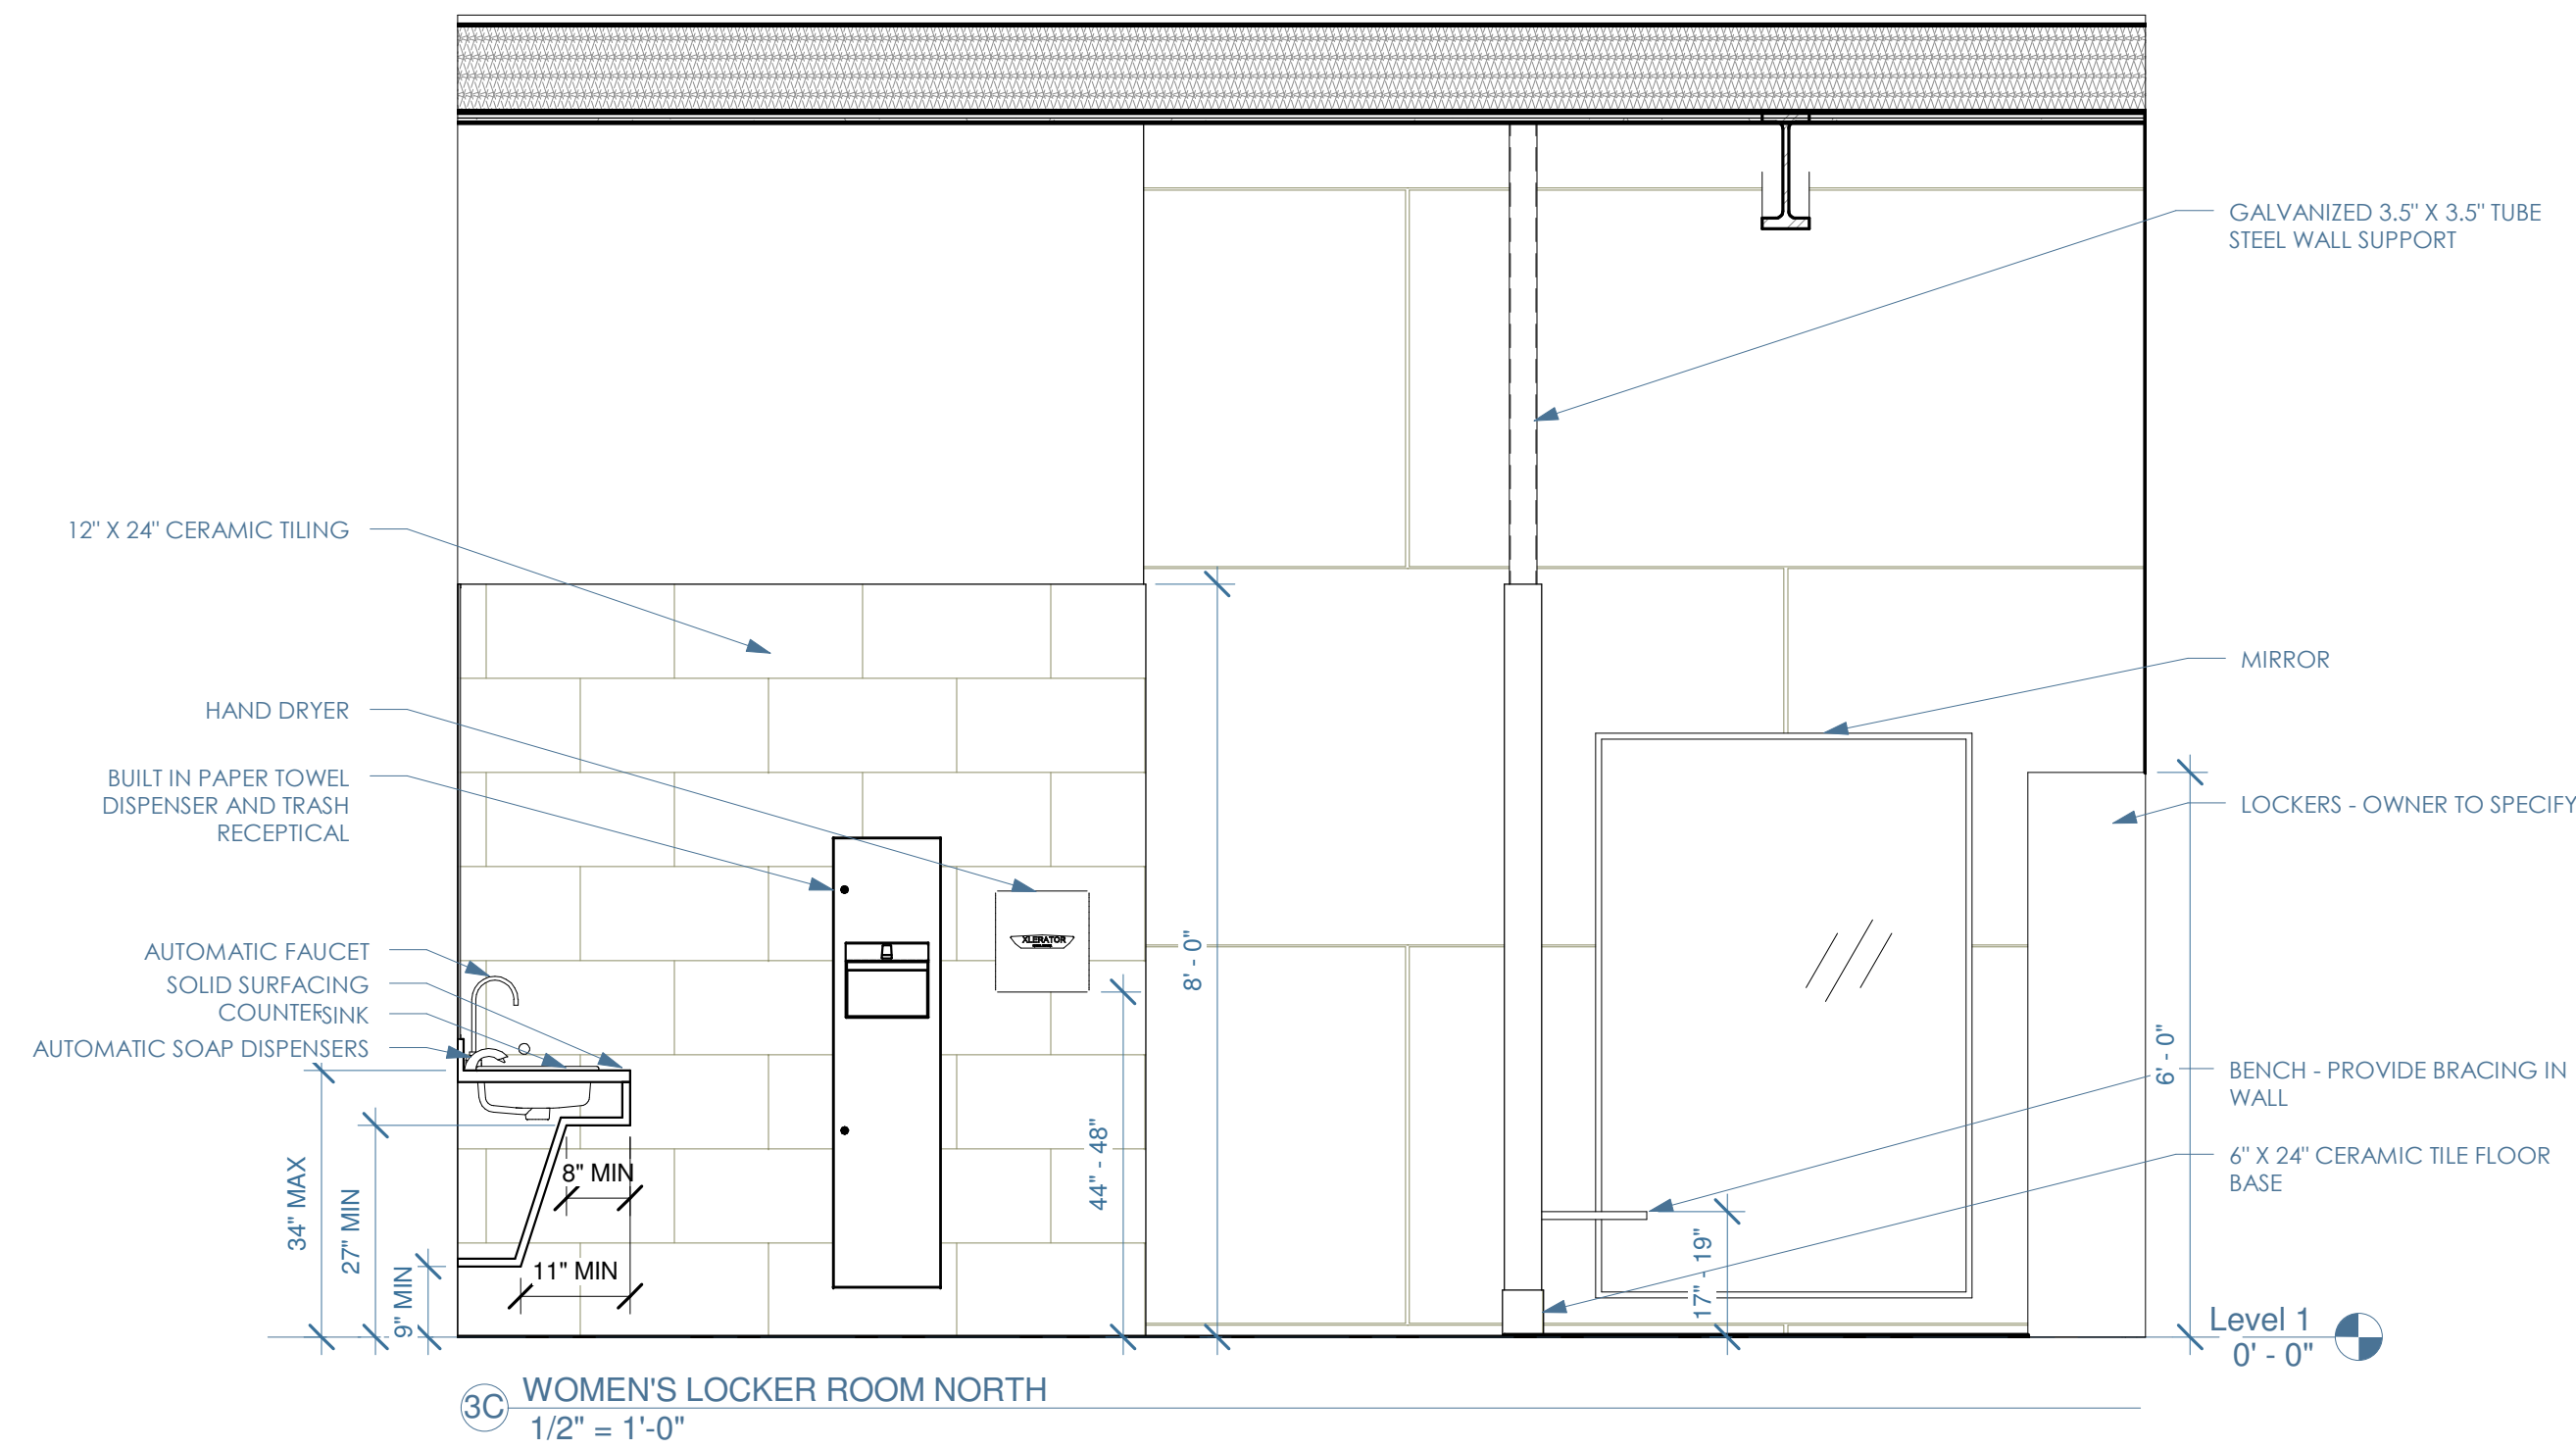 GALVANIZED 3.5" X 3.5" TUBE
STEEL WALL SUPPORT
12" X 24" CERAMIC TILING
MIRROR
HAND DRYER
BUILT IN PAPER TOWEL
DISPENSER AND TRASH
RECEPTICAL
LOCKERS - OWNER TO SPECIFY
AUTOMATIC FAUCET
SOLID SURFACING
COUNTER
SINK
AUTOMATIC SOAP DISPENSERS
XLERATOR
8' - 0"
6' - 0"
BENCH - PROVIDE BRACING IN
WALL
6" X 24" CERAMIC TILE FLOOR
BASE
34" MAX
27" MIN
9" MIN
8" MIN
11" MIN
44" - 48"
17" - 19"
Level 1
0' - 0"
3C
WOMEN'S LOCKER ROOM NORTH
1/2" = 1'-0"